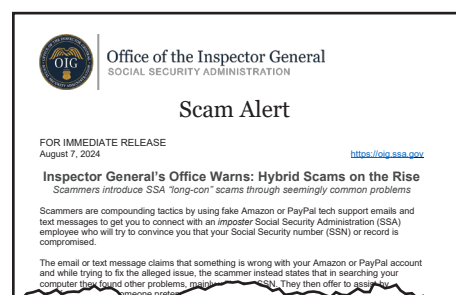 OIG
Office of the Inspector General
SOCIAL SECURITY ADMINISTRATION
Scam Alert
FOR IMMEDIATE RELEASE
August 7, 2024
https://oig.ssa.gov
Inspector General's Office Warns: Hybrid Scams on the Rise
Scammers introduce SSA “long-con” scams through seemingly common problems
Scammers are compounding tactics by using fake Amazon or PayPal tech support emails and
text messages to get you to connect with an imposter Social Security Administration (SSA)
employee who will try to convince you that your Social Security number (SSN) or record is
compromised.
The email or text message claims that something is wrong with your Amazon or PayPal account
and while trying to fix the alleged issue, the scammer instead states that in searching your
computer they found other problems, mainly SSN. They then offer to assist by